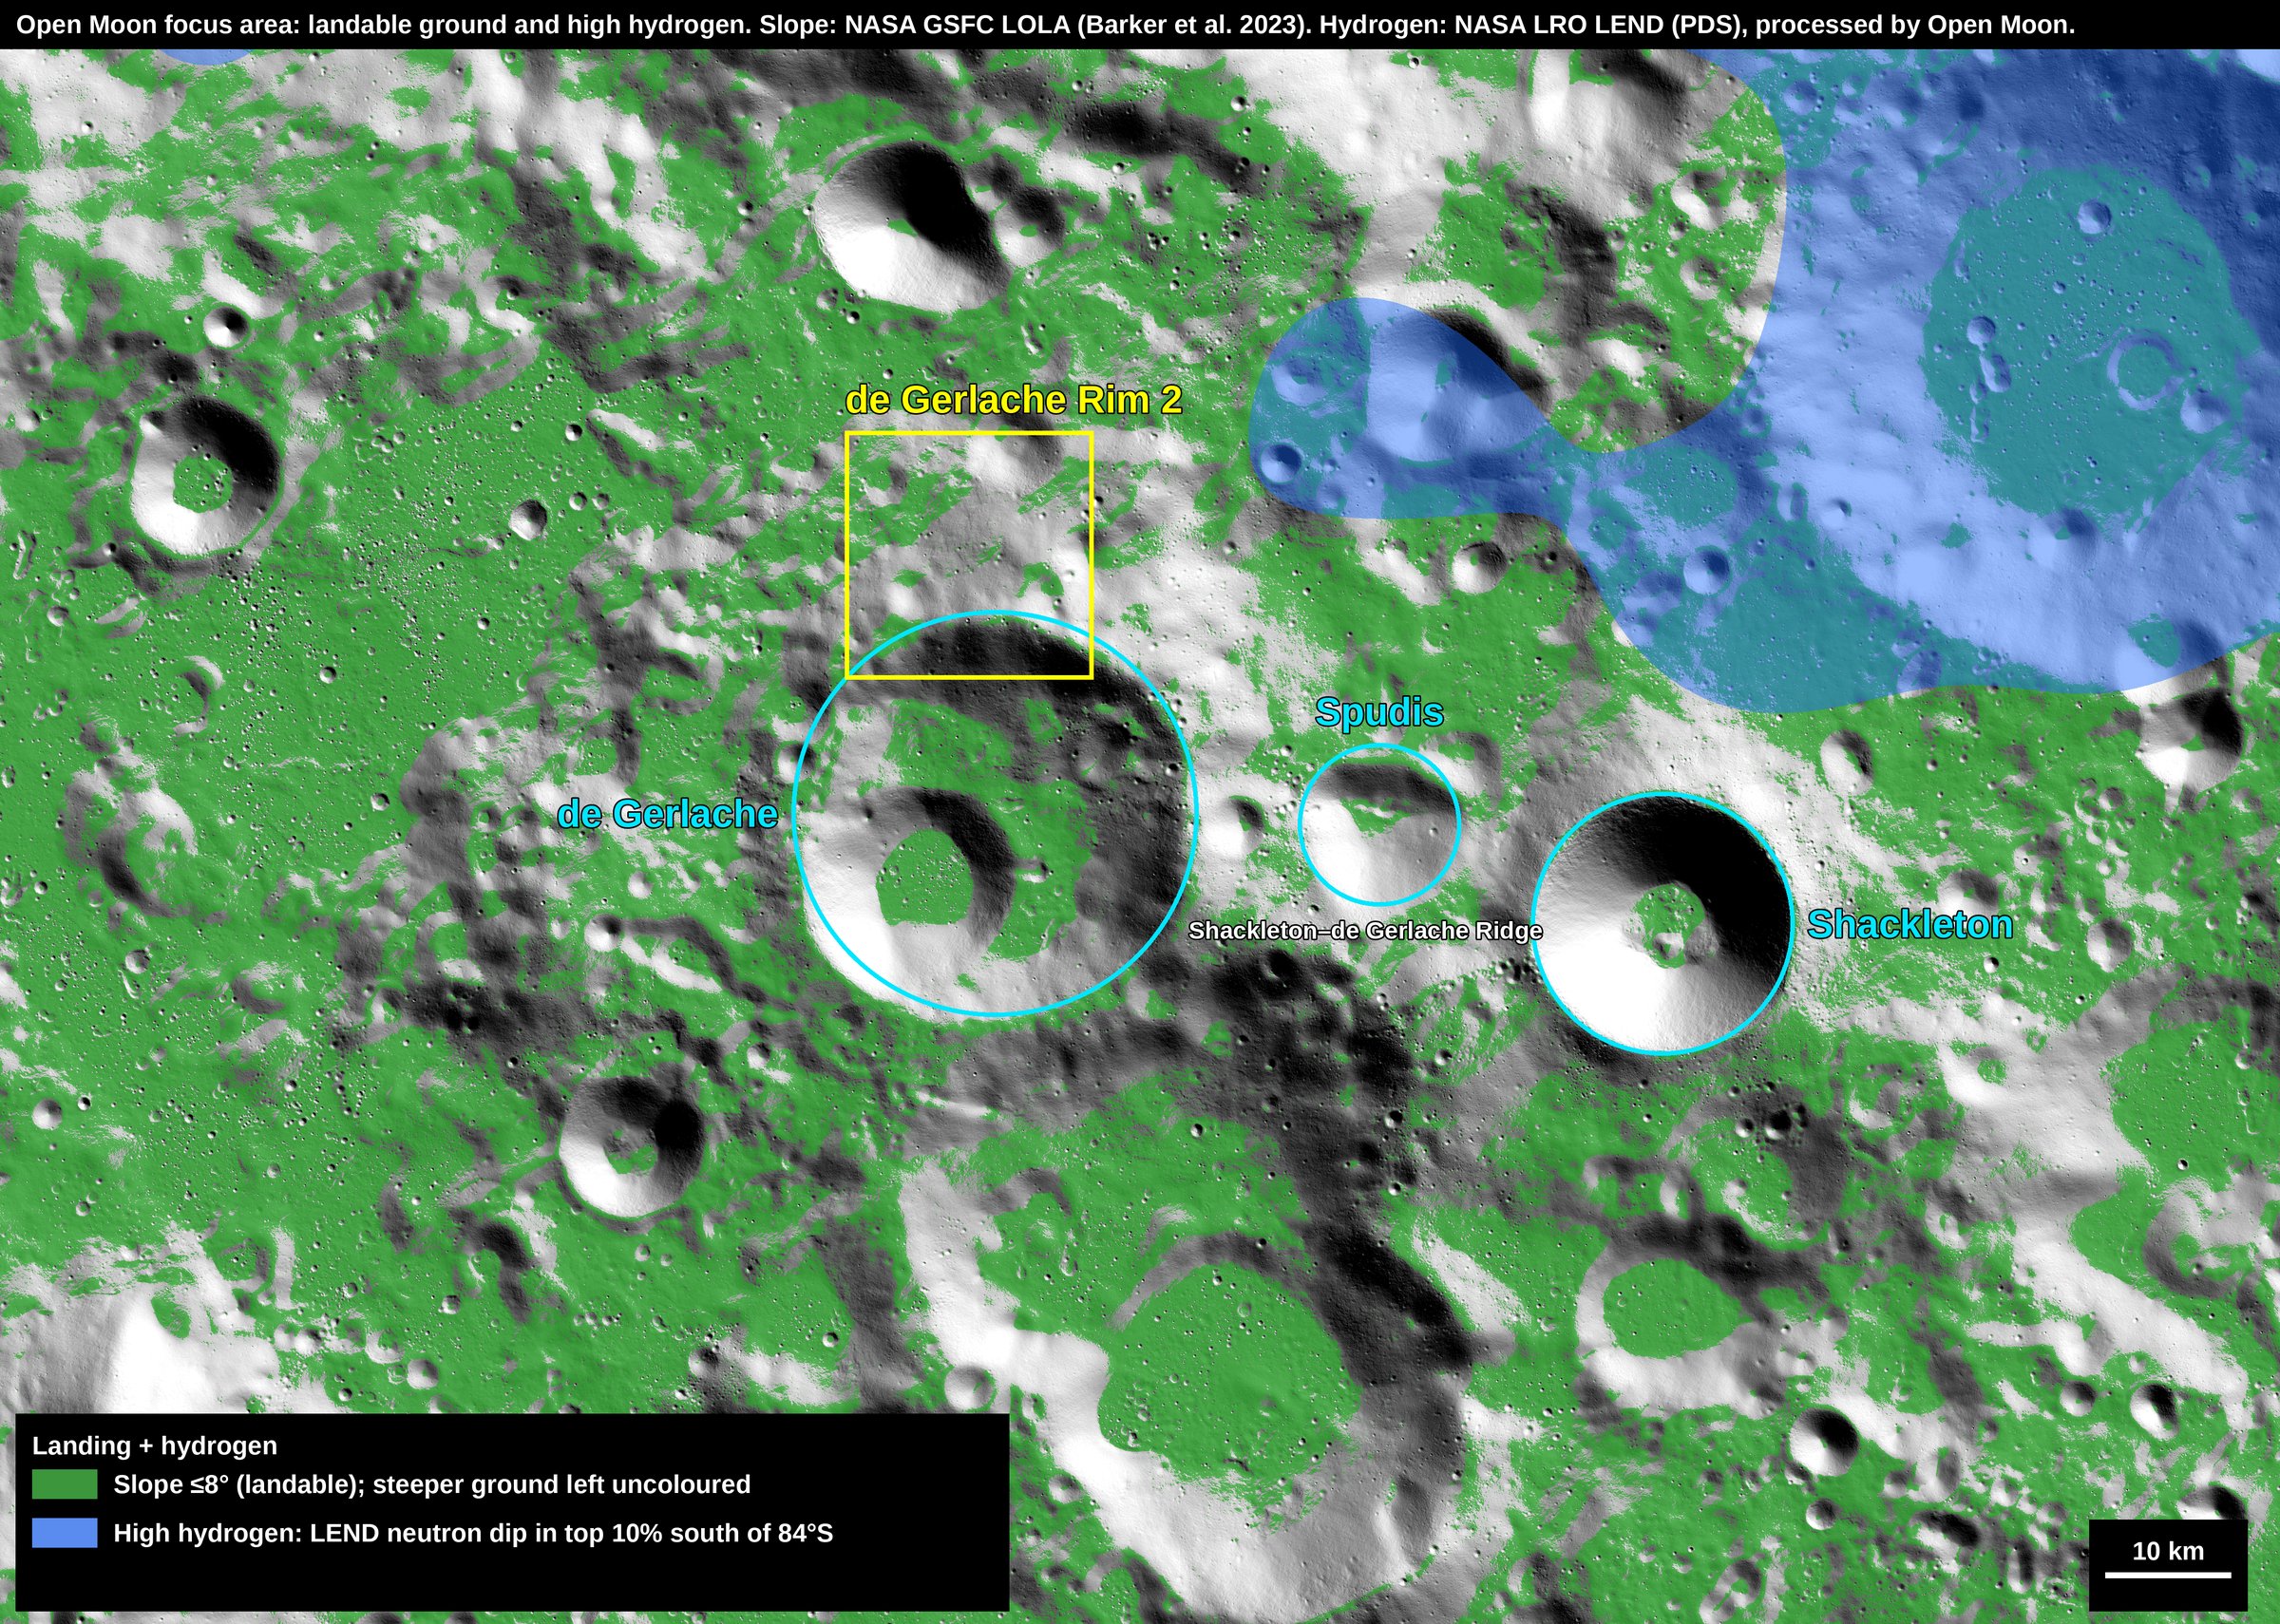 Open Moon focus area: landable ground and high hydrogen. Slope: NASA GSFC LOLA (Barker et al. 2023). Hydrogen: NASA LRO LEND (PDS), processed by Open Moon.
de Gerlache Rim 2
Spudis
de Gerlache
Shackleton
Shackleton–de Gerlache Ridge
Landing + hydrogen
Slope ≤8° (landable); steeper ground left uncoloured
High hydrogen: LEND neutron dip in top 10% south of 84°S
10 km